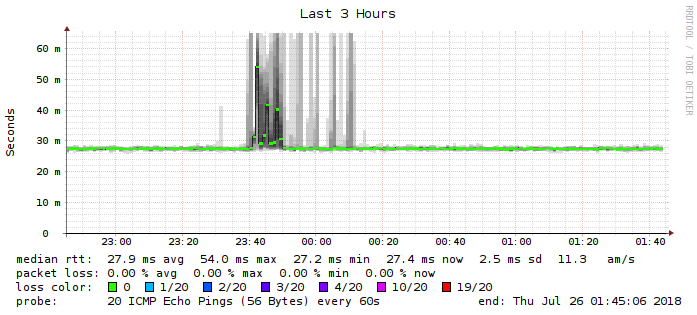 Last 3 Hours
RRDTOOL / TOBI OETIKER
Seconds
60 m
50 m
40 m
30 m
20 m
10 m
0
23:00 23:20 23:40 00:00 00:20 00:40 01:00 01:20 01:40
median rtt: 27.9 ms avg 54.0 ms max 27.2 ms min 27.4 ms now 2.5 ms sd 11.3 am/s
packet loss: 0.00 % avg 0.00 % max 0.00 % min 0.00 % now
loss color: 0 1/20 2/20 3/20 4/20 10/20 19/20
probe: 20 ICMP Echo Pings (56 Bytes) every 60s end: Thu Jul 26 01:45:06 2018